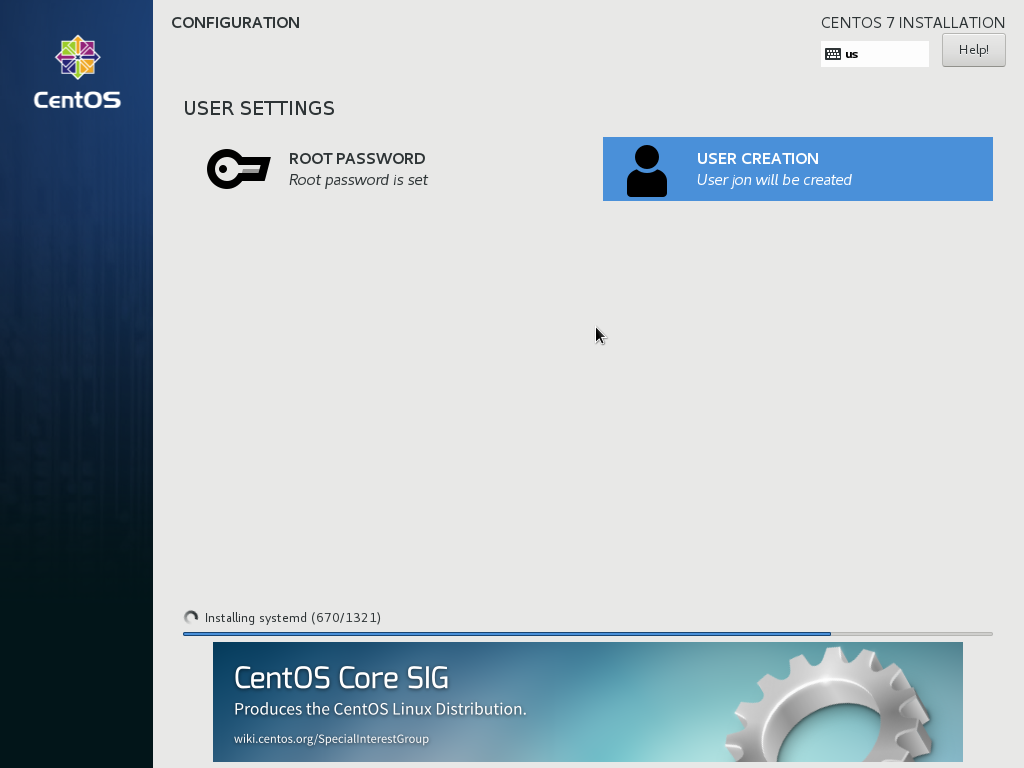 CONFIGURATION
CENTOS 7 INSTALLATION
us
Help!
CentOS
USER SETTINGS
ROOT PASSWORD
Root password is set
USER CREATION
User jon will be created
Installing systemd (670/1321)
CentOS Core SIG
Produces the CentOS Linux Distribution.
wiki.centos.org/SpecialInterestGroup